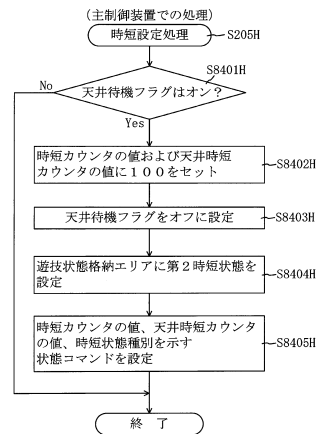 (主制御装置での処理)
時短設定処理
S205H
S8401H
天井待機フラグはオン？
No
Yes
時短カウンタの値および天井時短
カウンタの値に１００をセット
S8402H
天井待機フラグをオフに設定
S8403H
遊技状態格納エリアに第２時短状態を
設定
S8404H
時短カウンタの値、天井時短カウンタ
の値、時短状態種別を示す
状態コマンドを設定
S8405H
終 了